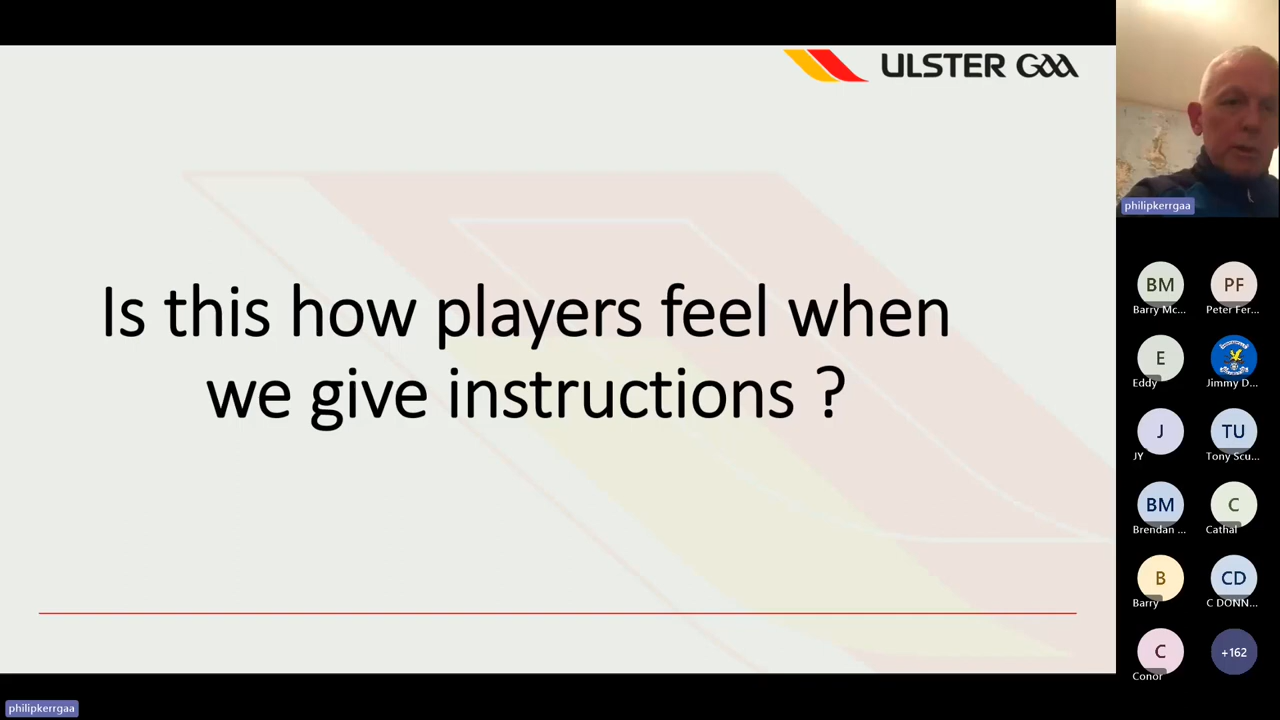 ULSTER GAA
Is this how players feel when
we give instructions ?
philipkerrgaa
BM
PF
Barry Mc...
Peter Fer...
E
Eddy
Jimmy D...
J
TU
JY
Tony Scu...
BM
C
Brendan ...
Cathal
B
CD
Barry
C DONN...
C
+162
Conor
philipkerrgaa